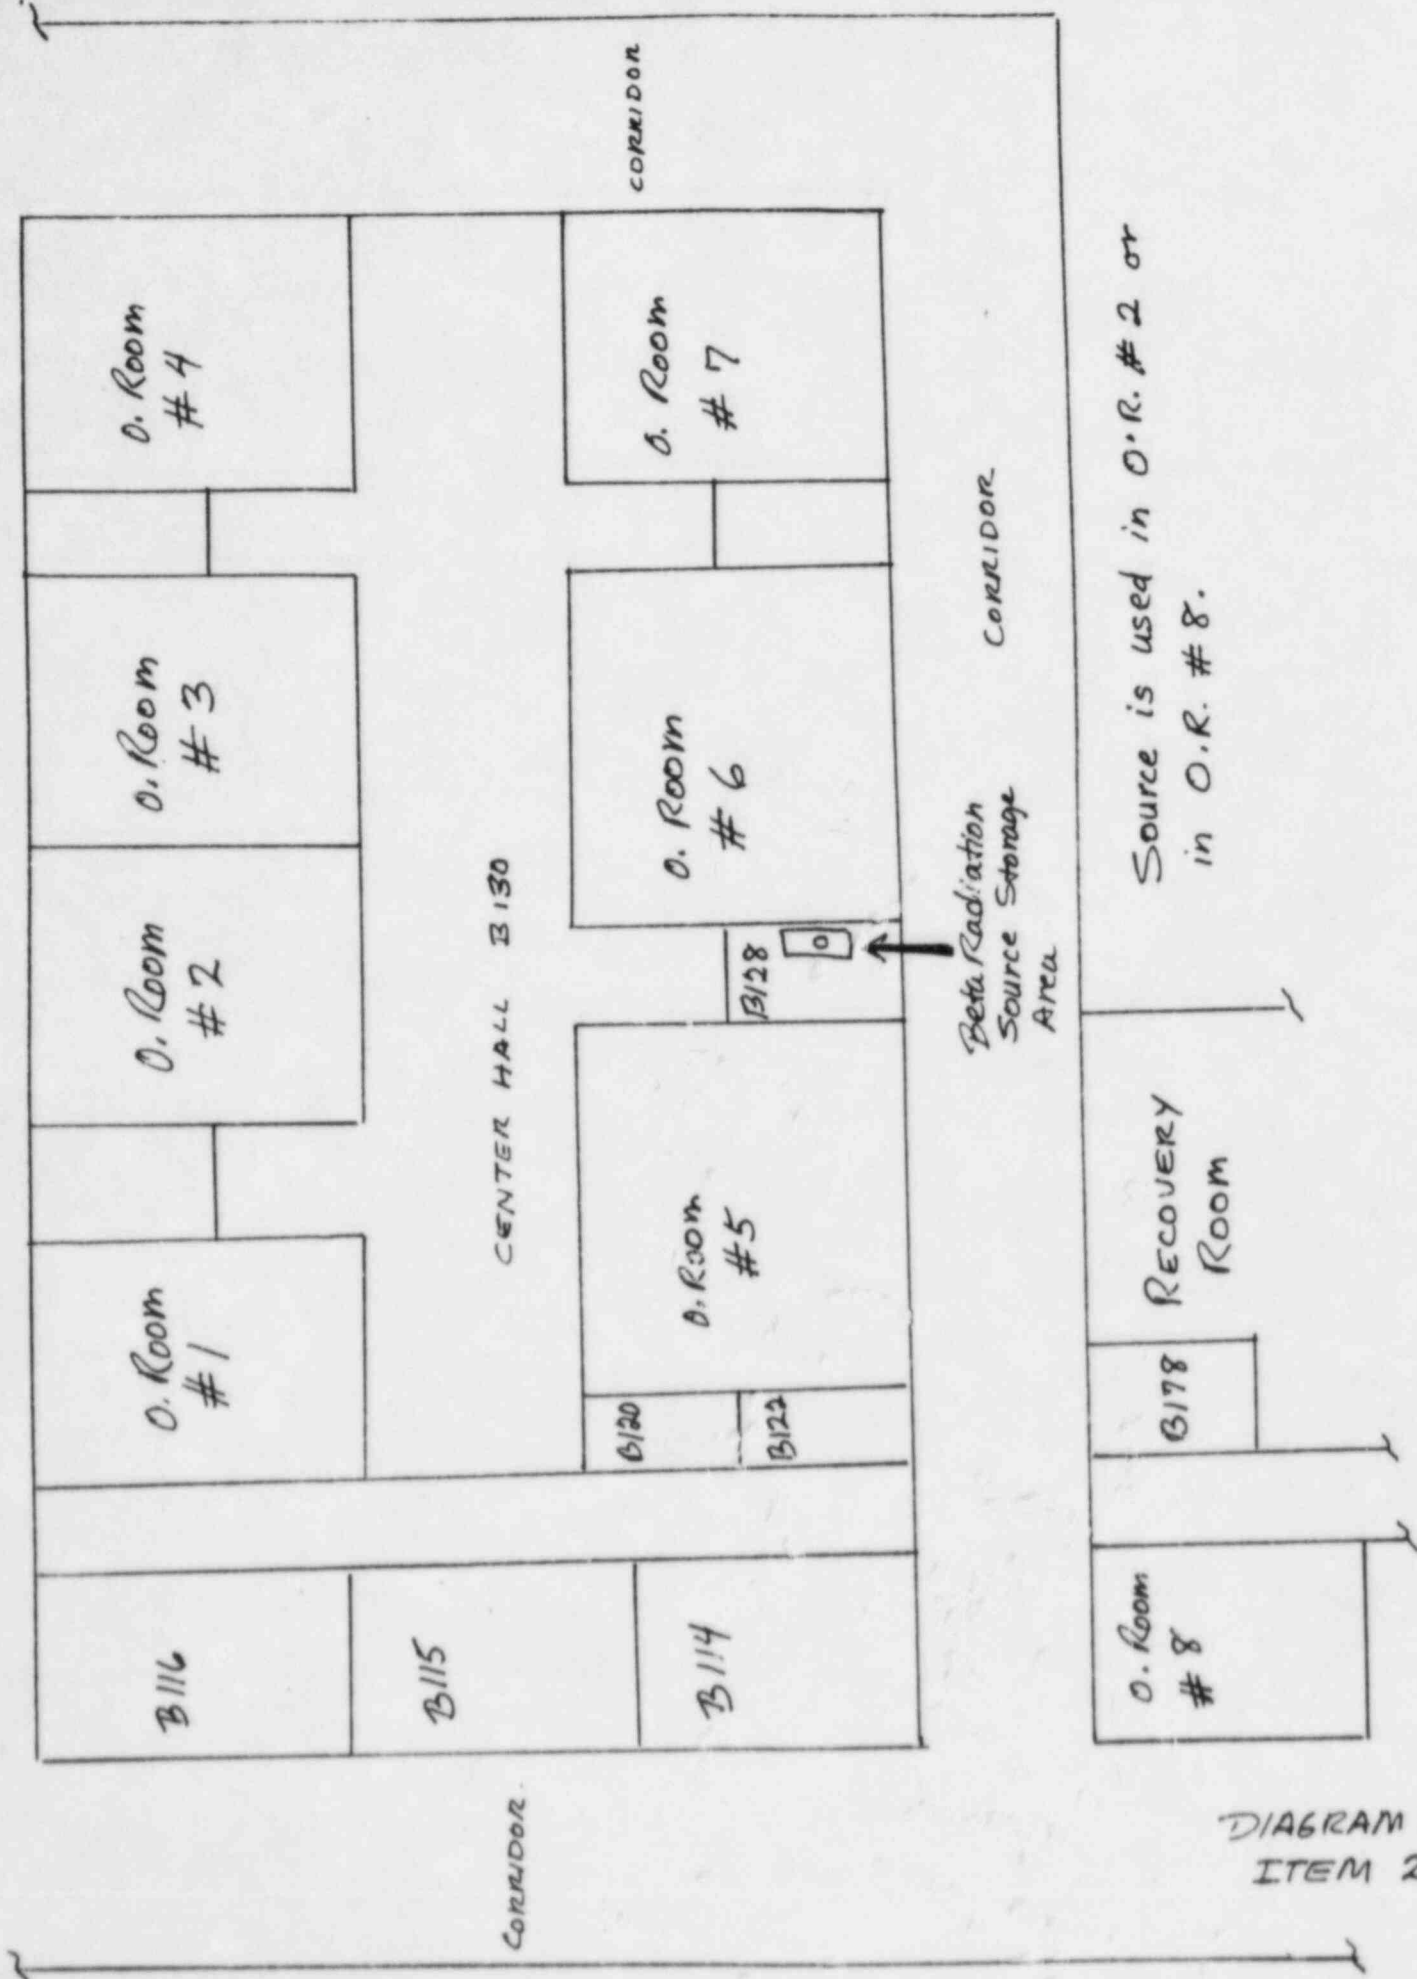 O. Room
# 1
O. Room
# 2
O. Room
# 3
O. Room
# 4
B116
B115
B114
CORRIDOR
CENTER HALL B130
CORRIDOR
B120
B122
O. Room
#5
B128
O. Room
# 6
O. Room
# 7
Beta Radiation
Source Storage
Area
CORRIDOR
O. Room
# 8
B178
RECOVERY
ROOM
Source is used in O.R. # 2 or
in O.R. # 8.
DIAGRAM
ITEM 2